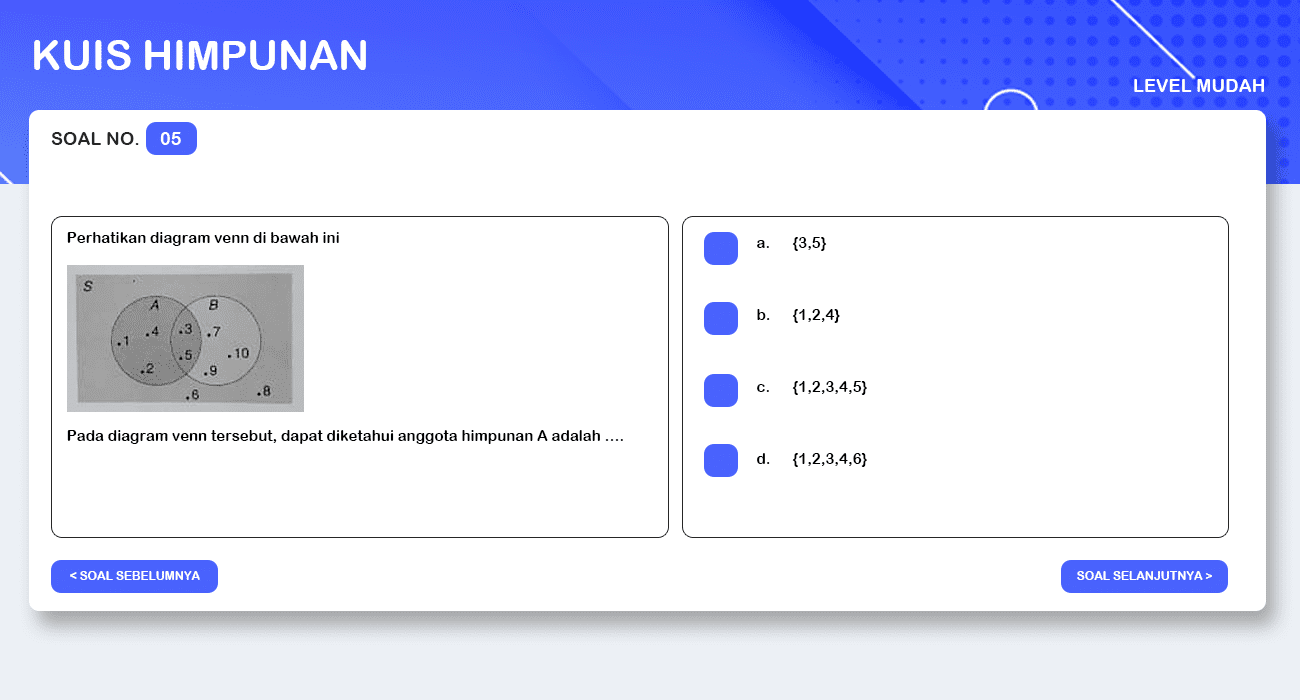 KUIS HIMPUNAN
LEVEL MUDAH
SOAL NO. 05
Perhatikan diagram venn di bawah ini
S
A B
.1 .4 .3 .7
.2 .5 .10
.9
.6 .8
Pada diagram venn tersebut, dapat diketahui anggota himpunan A adalah ....
a. {3,5}
b. {1,2,4}
c. {1,2,3,4,5}
d. {1,2,3,4,6}
< SOAL SEBELUMNYA
SOAL SELANJUTNYA >